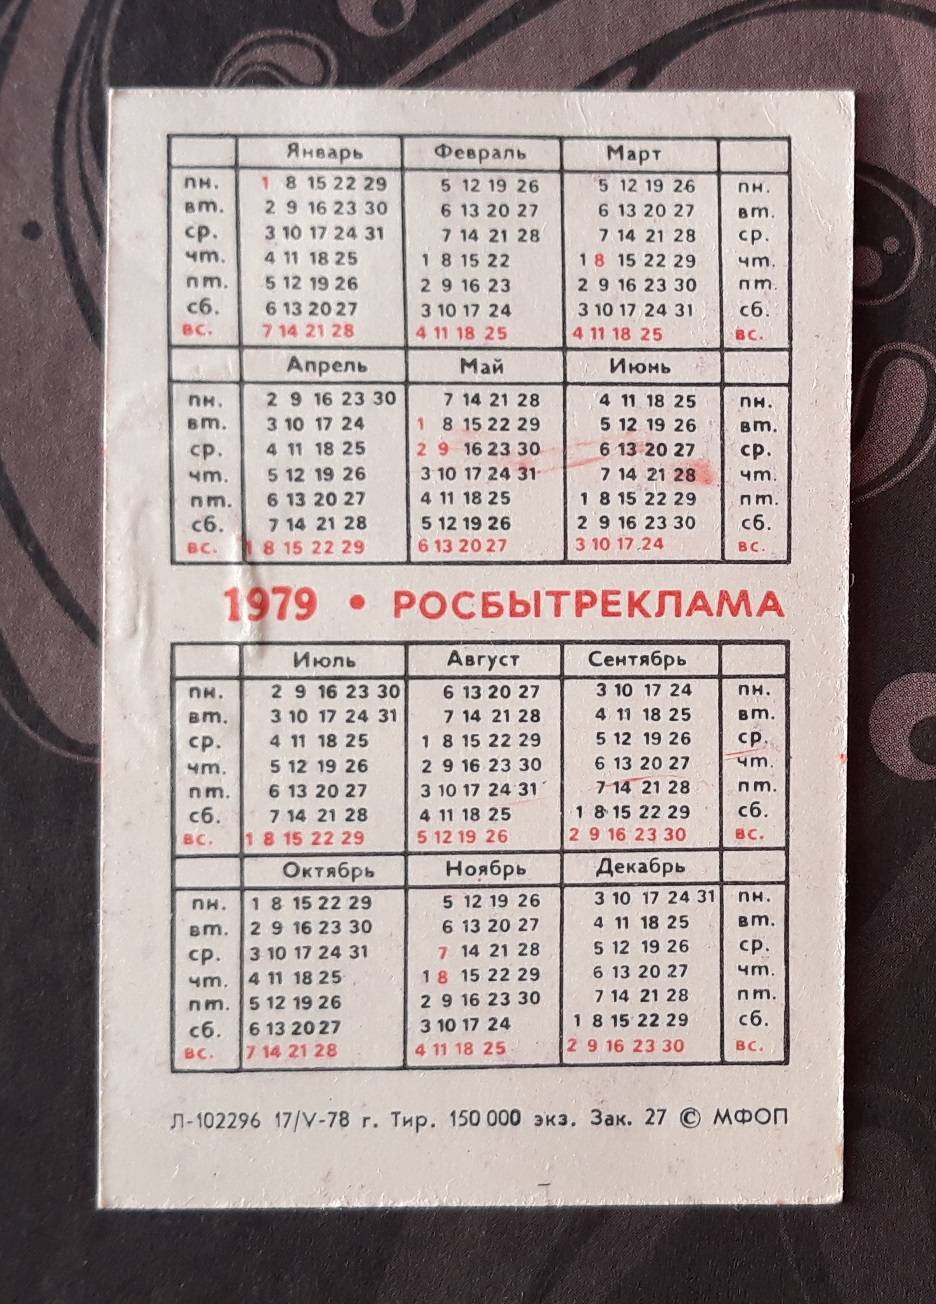 Январь Февраль Март
пн. 1 8 15 22 29 5 12 19 26 5 12 19 26 пн.
вт. 2 9 16 23 30 6 13 20 27 6 13 20 27 вт.
ср. 3 10 17 24 31 7 14 21 28 7 14 21 28 ср.
чт. 4 11 18 25 1 8 15 22 1 8 15 22 29 чт.
пт. 5 12 19 26 2 9 16 23 2 9 16 23 30 пт.
сб. 6 13 20 27 3 10 17 24 3 10 17 24 31 сб.
вс. 7 14 21 28 4 11 18 25 4 11 18 25 вс.
Апрель Май Июнь
пн. 2 9 16 23 30 7 14 21 28 4 11 18 25 пн.
вт. 3 10 17 24 1 8 15 22 29 5 12 19 26 вт.
ср. 4 11 18 25 2 9 16 23 30 6 13 20 27 ср.
чт. 5 12 19 26 3 10 17 24 31 7 14 21 28 чт.
пт. 6 13 20 27 4 11 18 25 1 8 15 22 29 пт.
сб. 7 14 21 28 5 12 19 26 2 9 16 23 30 сб.
вс. 1 8 15 22 29 6 13 20 27 3 10 17 24 вс.
1979 • РОСБЫТРЕКЛАМА
Июль Август Сентябрь
пн. 2 9 16 23 30 6 13 20 27 3 10 17 24 пн.
вт. 3 10 17 24 31 7 14 21 28 4 11 18 25 вт.
ср. 4 11 18 25 1 8 15 22 29 5 12 19 26 ср.
чт. 5 12 19 26 2 9 16 23 30 6 13 20 27 чт.
пт. 6 13 20 27 3 10 17 24 31 7 14 21 28 пт.
сб. 7 14 21 28 4 11 18 25 1 8 15 22 29 сб.
вс. 1 8 15 22 29 5 12 19 26 2 9 16 23 30 вс.
Октябрь Ноябрь Декабрь
пн. 1 8 15 22 29 5 12 19 26 3 10 17 24 31 пн.
вт. 2 9 16 23 30 6 13 20 27 4 11 18 25 вт.
ср. 3 10 17 24 31 7 14 21 28 5 12 19 26 ср.
чт. 4 11 18 25 1 8 15 22 29 6 13 20 27 чт.
пт. 5 12 19 26 2 9 16 23 30 7 14 21 28 пт.
сб. 6 13 20 27 3 10 17 24 1 8 15 22 29 сб.
вс. 7 14 21 28 4 11 18 25 2 9 16 23 30 вс.
Л-102296 17/V-78 г. Тир. 150 000 экз. Зак. 27 © МФОП